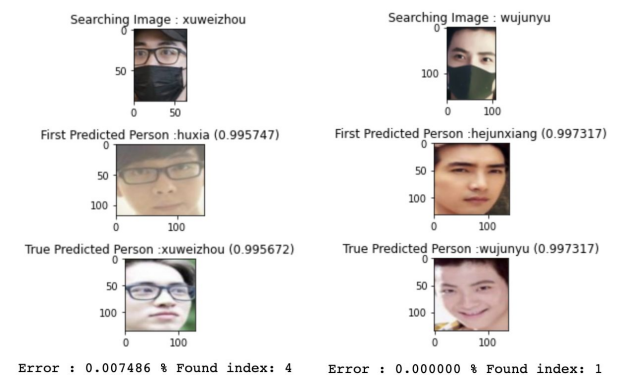 Searching Image : xuweizhou
0
50
0 50
First Predicted Person :huxia (0.995747)
0
50
100
0 100
True Predicted Person :xuweizhou (0.995672)
0
50
100
0 100
Error : 0.007486 % Found index: 4
Searching Image : wujunyu
0
100
0 100
First Predicted Person :hejunxiang (0.997317)
0
50
100
0 100
True Predicted Person :wujunyu (0.997317)
0
50
100
0 100
Error : 0.000000 % Found index: 1